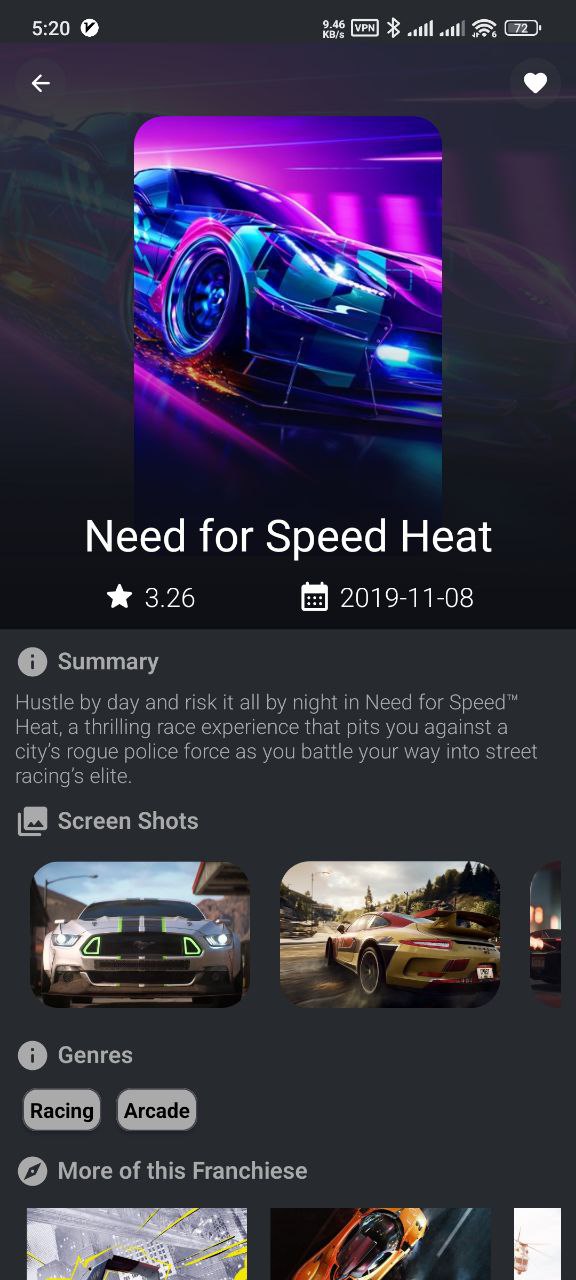 5:20
9.46
KB/s
VPN
6
72
Need for Speed Heat
3.26
2019-11-08
Summary
Hustle by day and risk it all by night in Need for Speed™
Heat, a thrilling race experience that pits you against a
city’s rogue police force as you battle your way into street
racing’s elite.
Screen Shots
Genres
Racing
Arcade
More of this Franchiese